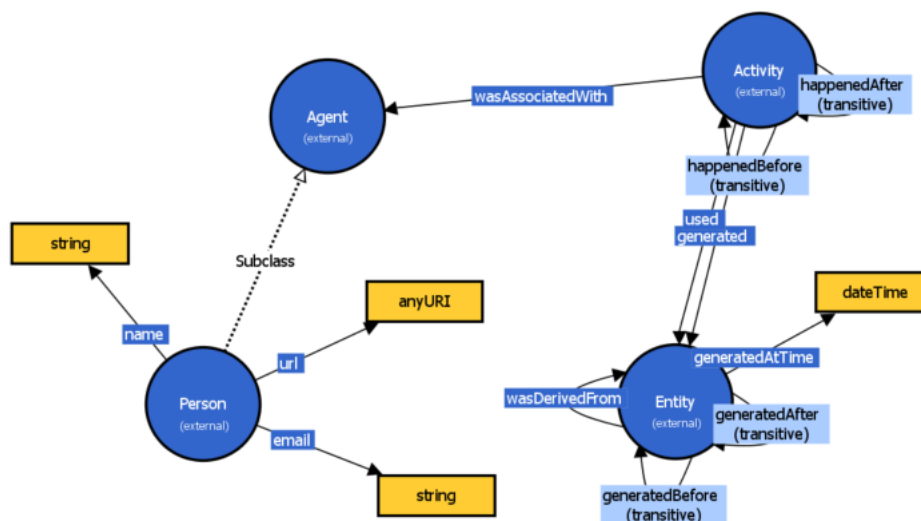 Activity
(external)
happenedAfter
(transitive)
wasAssociatedWith
Agent
(external)
happenedBefore
(transitive)
used
generated
string
Subclass
anyURI
dateTime
name
url
generatedAtTime
Person
(external)
wasDerivedFrom
Entity
(external)
generatedAfter
(transitive)
email
string
generatedBefore
(transitive)